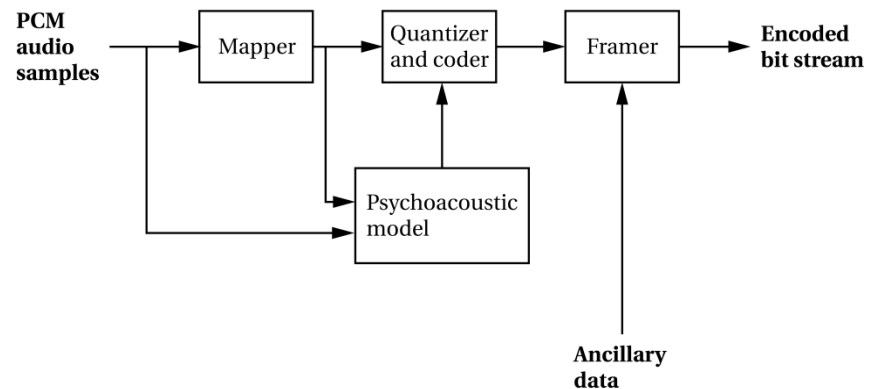 PCM
audio
samples
Mapper
Quantizer
and coder
Framer
Encoded
bit stream
Psychoacoustic
model
Ancillary
data